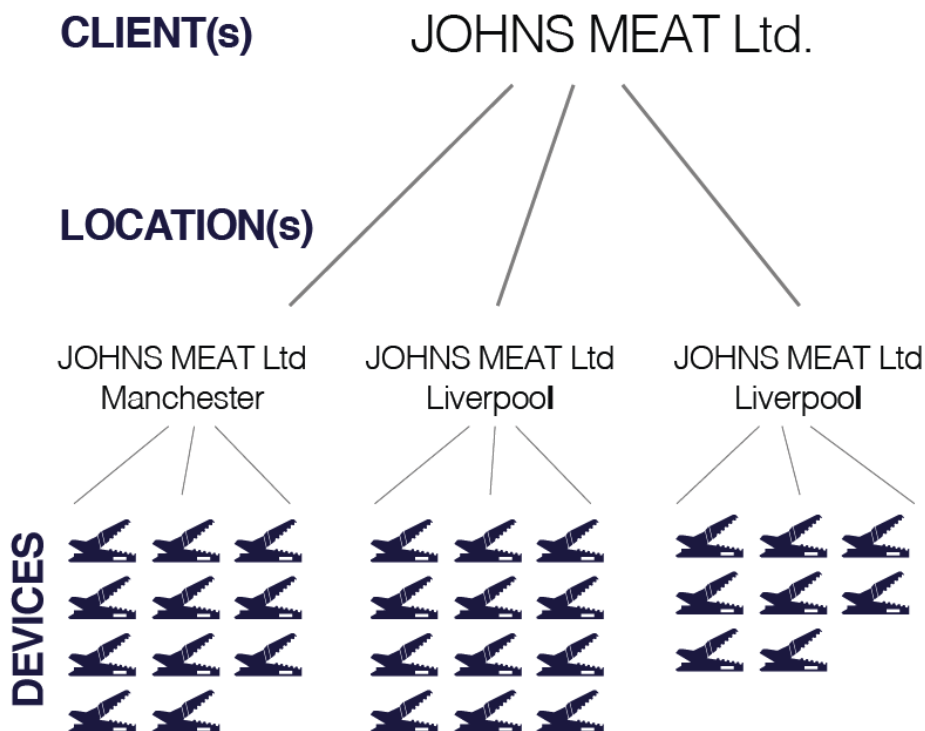 CLIENT(s)
JOHNS MEAT Ltd.
LOCATION(s)
JOHNS MEAT Ltd
Manchester
JOHNS MEAT Ltd
Liverpool
JOHNS MEAT Ltd
Liverpool
DEVICES